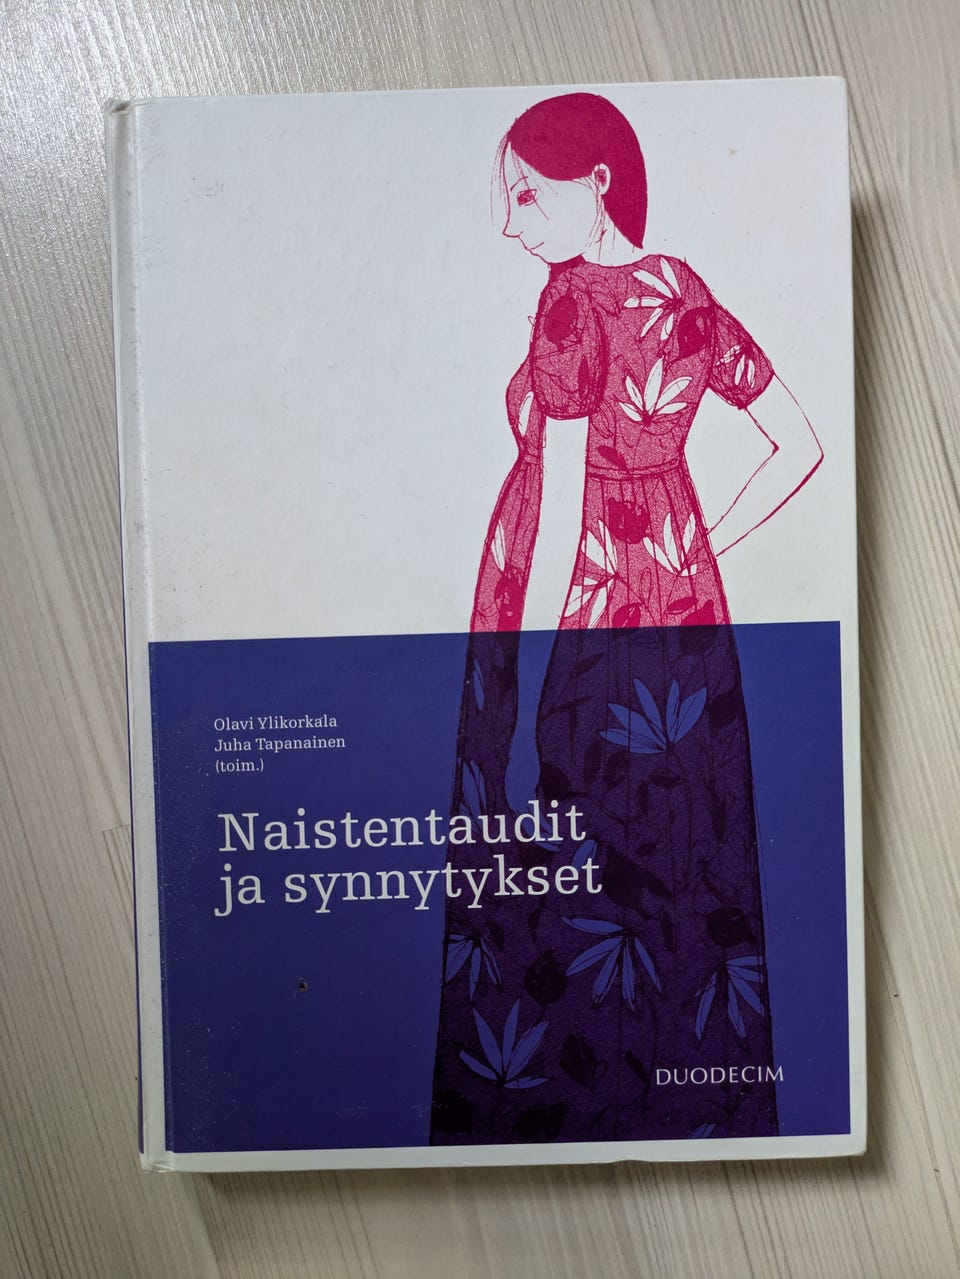 Olavi Ylikorkala
Juha Tapanainen
(toim.)
Naistentaudit
ja synnytykset
DUODECIM